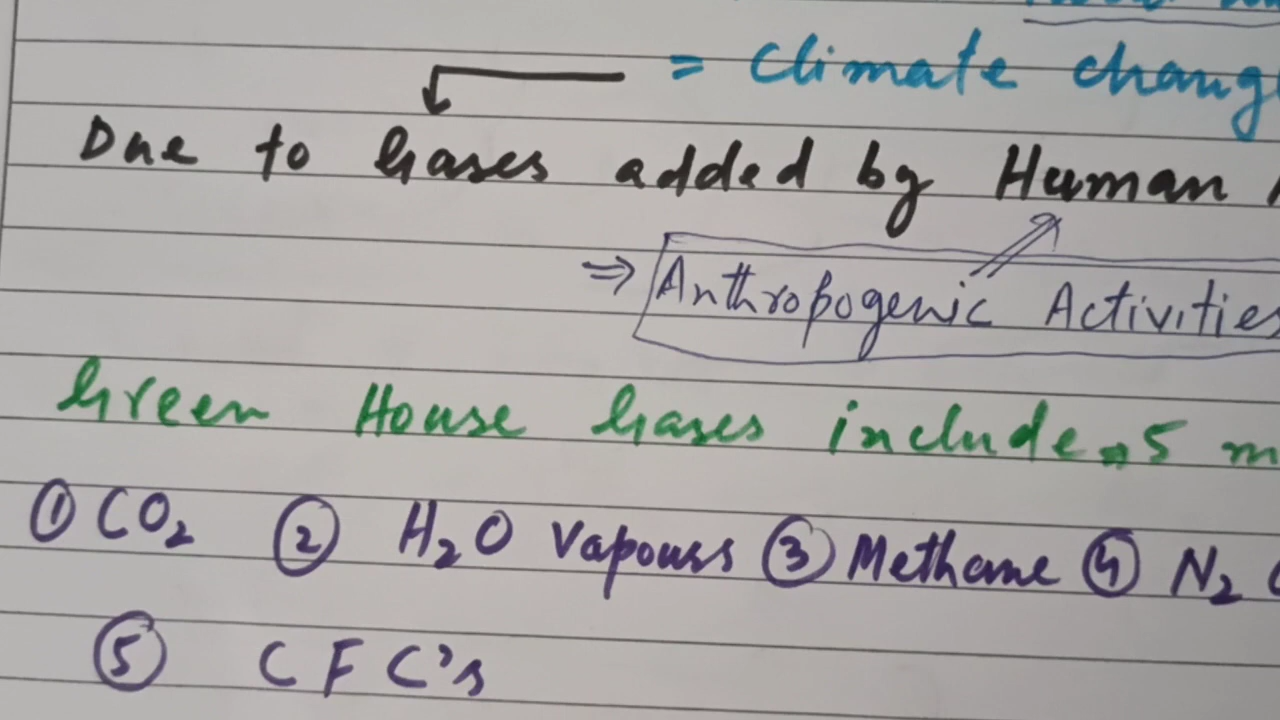 = Climate chang
Due to Gases added by Human
⇒ Anthropogenic Activities
Green House Gases include 5 m
① CO₂ ② H₂O Vapours ③ Methane ④ N₂
⑤ CFC's